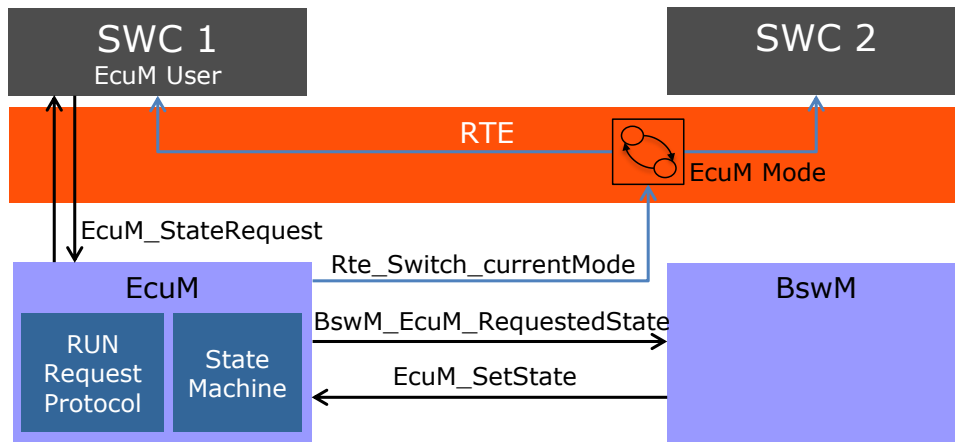 SWC 1
EcuM User
SWC 2
RTE
EcuM Mode
EcuM_StateRequest
Rte_Switch_currentMode
EcuM
BswM
BswM_EcuM_RequestedState
RUN
Request
Protocol
State
Machine
EcuM_SetState